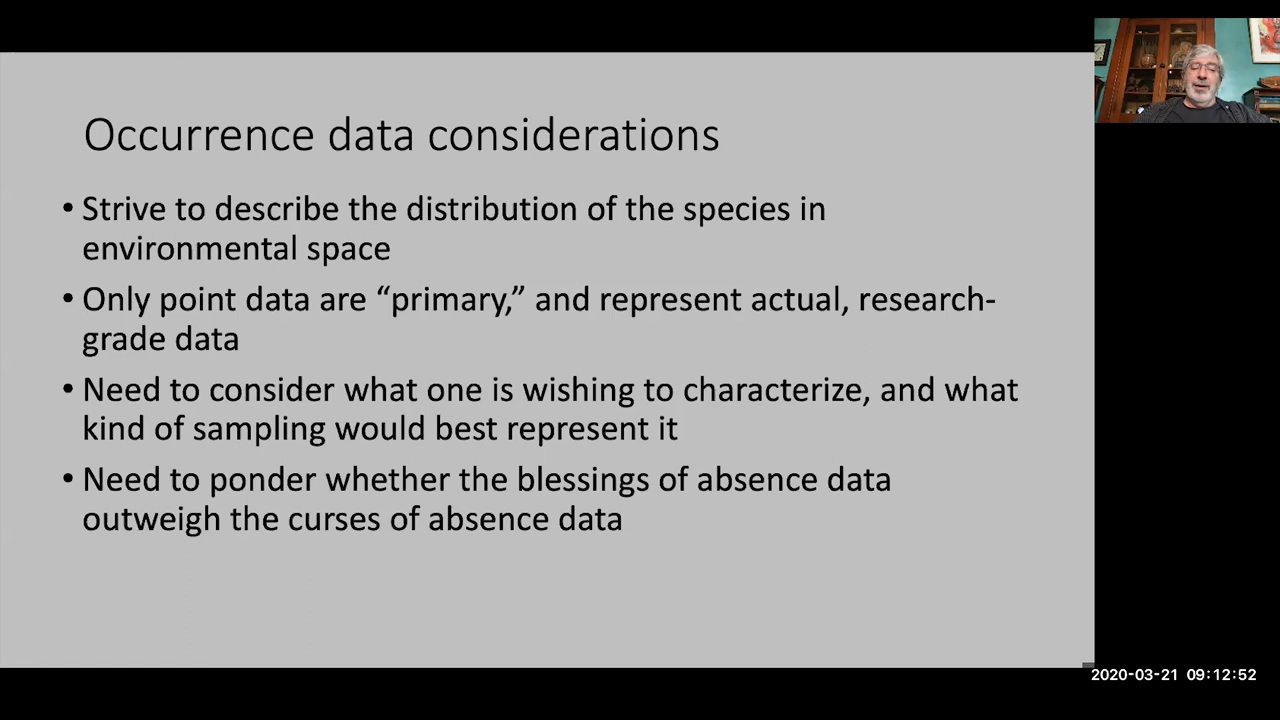 Occurrence data considerations
• Strive to describe the distribution of the species in
environmental space
• Only point data are “primary,” and represent actual, research-
grade data
• Need to consider what one is wishing to characterize, and what
kind of sampling would best represent it
• Need to ponder whether the blessings of absence data
outweigh the curses of absence data
2020-03-21 09:12:52